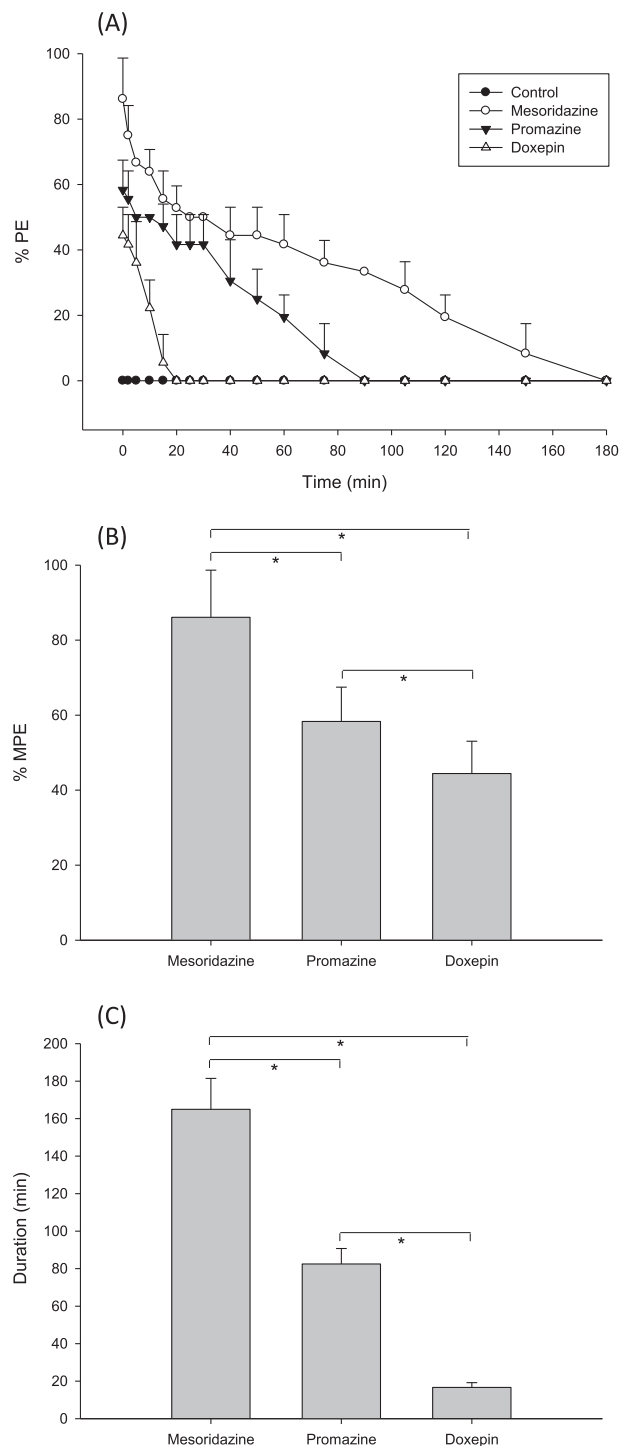 (A)
100
80
60
40
20
0
% PE
Control
Mesoridazine
Promazine
Doxepin
0 20 40 60 80 100 120 140 160 180
Time (min)
(B)
*
*
*
100
80
60
40
20
0
% MPE
Mesoridazine Promazine Doxepin
(C)
*
*
*
200
180
160
140
120
100
80
60
40
20
0
Duration (min)
Mesoridazine Promazine Doxepin